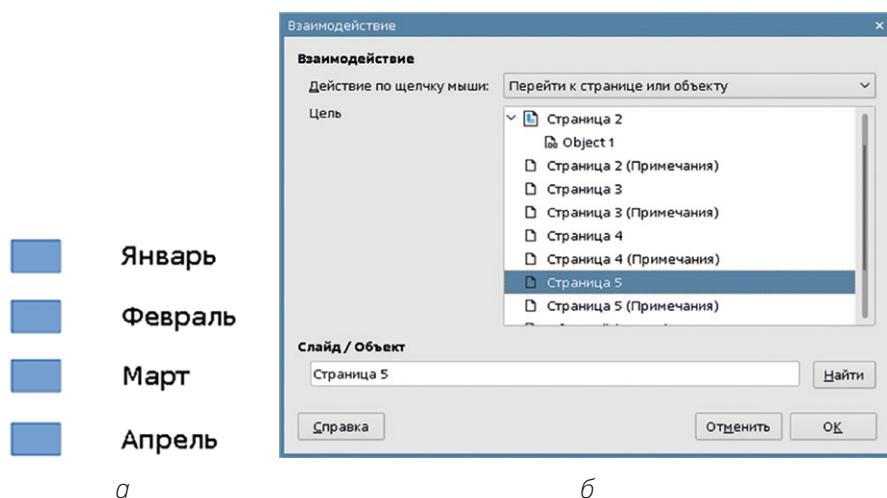 Взаимодействие
Взаимодействие
Действие по щелчку мыши: Перейти к странице или объекту
Цель
Страница 2
Object 1
Страница 2 (Примечания)
Страница 3
Страница 3 (Примечания)
Страница 4
Страница 4 (Примечания)
Страница 5
Страница 5 (Примечания)
Слайд / Объект
Страница 5 Найти
Справка Отменить ОК
Январь
Февраль
Март
Апрель
а б